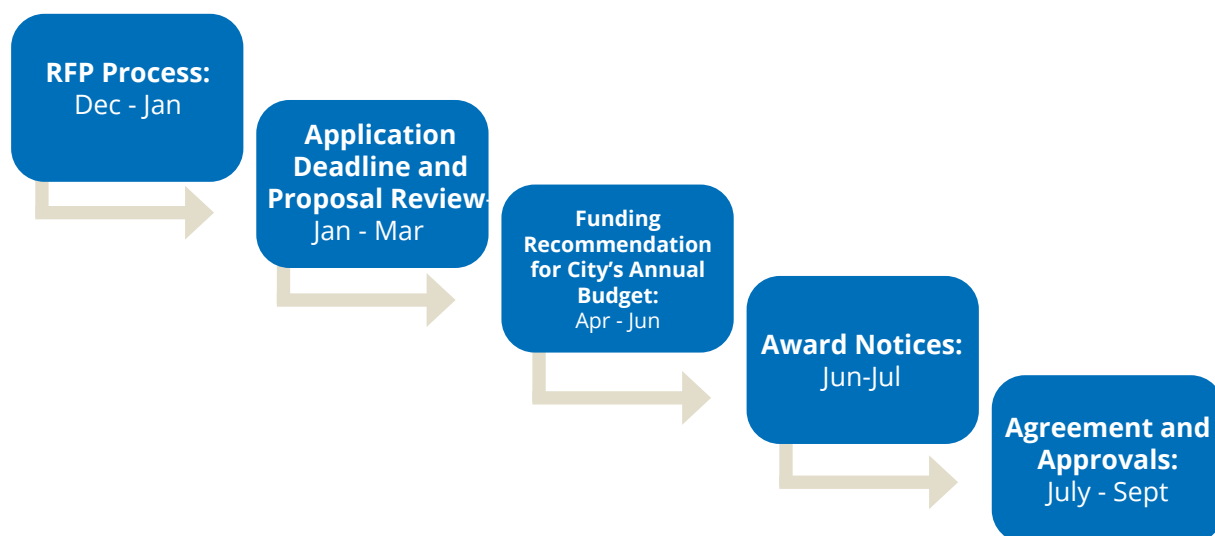 RFP Process:
Dec - Jan
Application
Deadline and
Proposal Review-
Jan - Mar
Funding
Recommendation
for City’s Annual
Budget:
Apr - Jun
Award Notices:
Jun-Jul
Agreement and
Approvals:
July - Sept